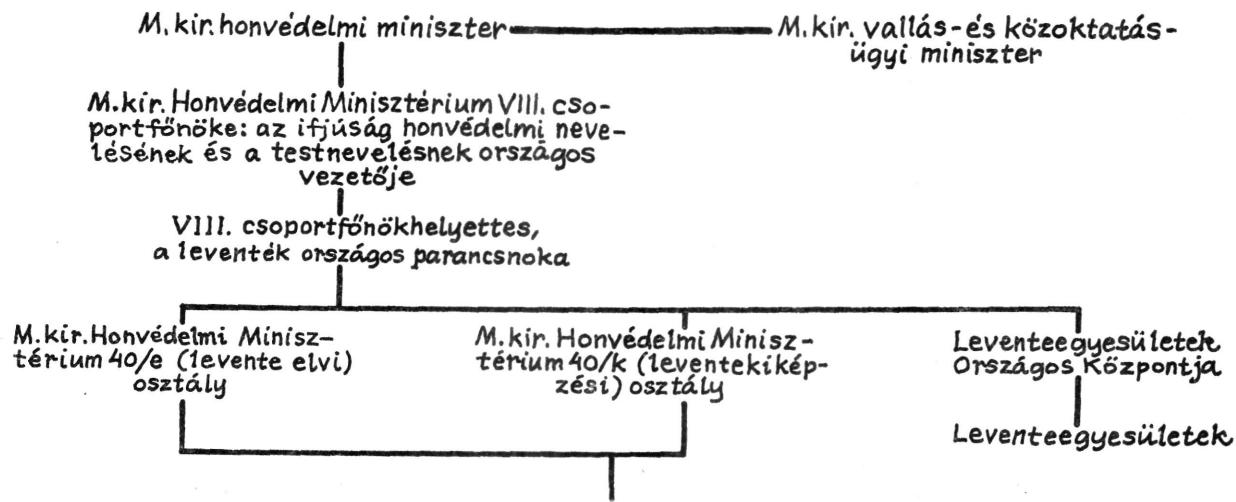 M. kir. honvédelmi miniszter
M. kir. vallás- és közoktatás-
ügyi miniszter
M. kir. Honvédelmi Minisztérium VIII. cso-
portfőnöke: az ifjúság honvédelmi neve-
lésének és a testnevelésnek országos
vezetője
VIII. csoportfőnökhelyettes,
a leventék országos parancsnoka
M. kir. Honvédelmi Minisz-
térium 40/e (levente elvi)
osztály
M. kir. Honvédelmi Minisz-
térium 40/k (leventekikép-
zési) osztály
Leventeegyesületek
Országos Központja
Leventeegyesületek